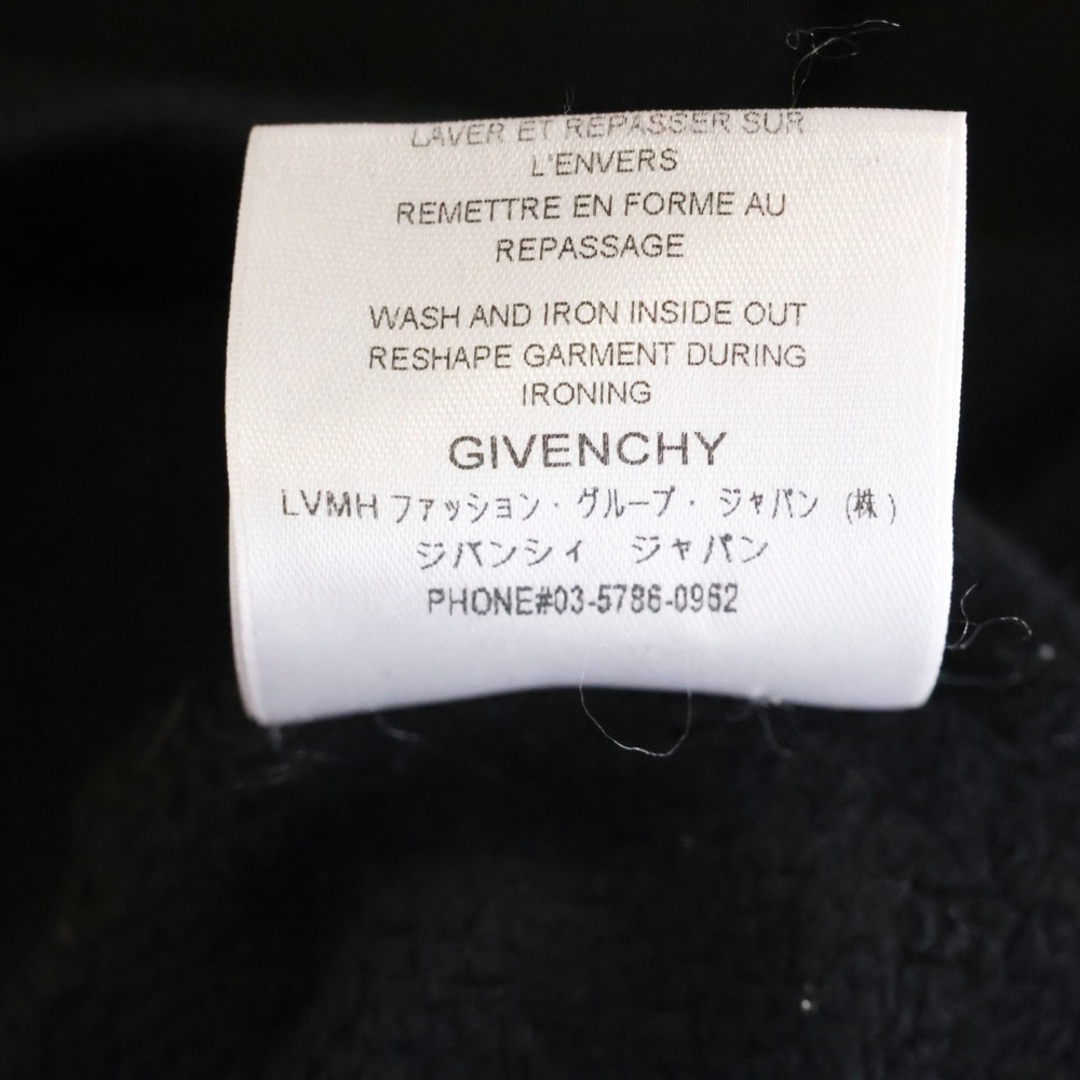 LAVER ET REPASSER SUR
L'ENVERS
REMETTRE EN FORME AU
REPASSAGE
WASH AND IRON INSIDE OUT
RESHAPE GARMENT DURING
IRONING
GIVENCHY
LVMH ファッション・グループ・ ジャパン (株)
ジバンシィ ジャパン
PHONE#03-5786-0962